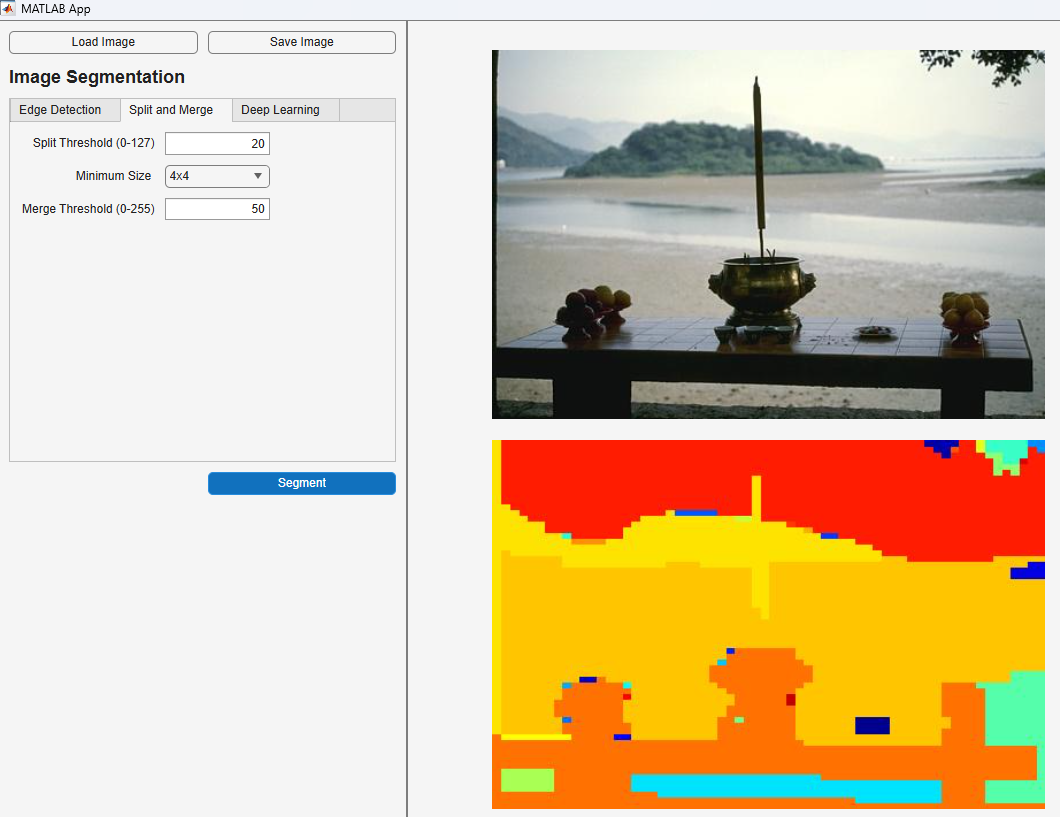 MATLAB App
Load Image
Save Image
Image Segmentation
Edge Detection
Split and Merge
Deep Learning
Split Threshold (0-127)
20
Minimum Size
4x4
Merge Threshold (0-255)
50
Segment